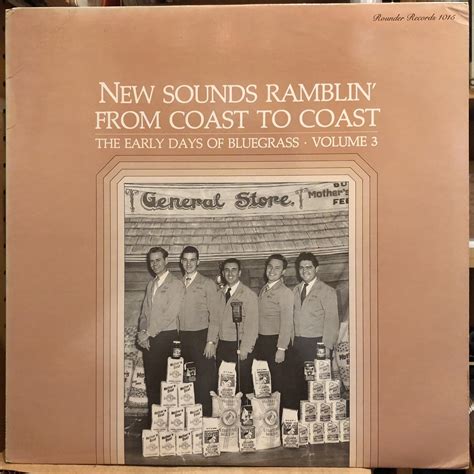 Rounder Records 1015
NEW SOUNDS RAMBLIN'
FROM COAST TO COAST
THE EARLY DAYS OF BLUEGRASS · VOLUME 3
General Store.
Mother's